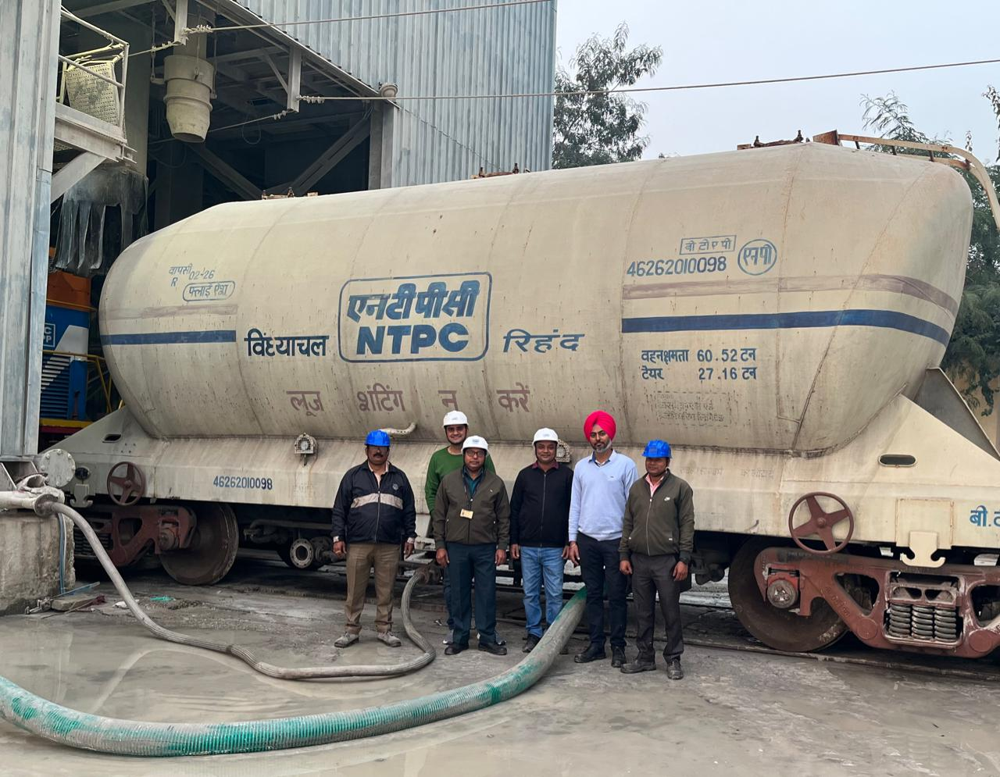 वापसी
R 02-26
फ्लाई ऐश
विंध्याचल
एनटीपीसी
NTPC
रिहंद
लूज शंटिंग न करें
बी टी ए पी
46262010098
एनपी
वहनक्षमता 60.52 टन
टेयर 27.16 टन
46262010098